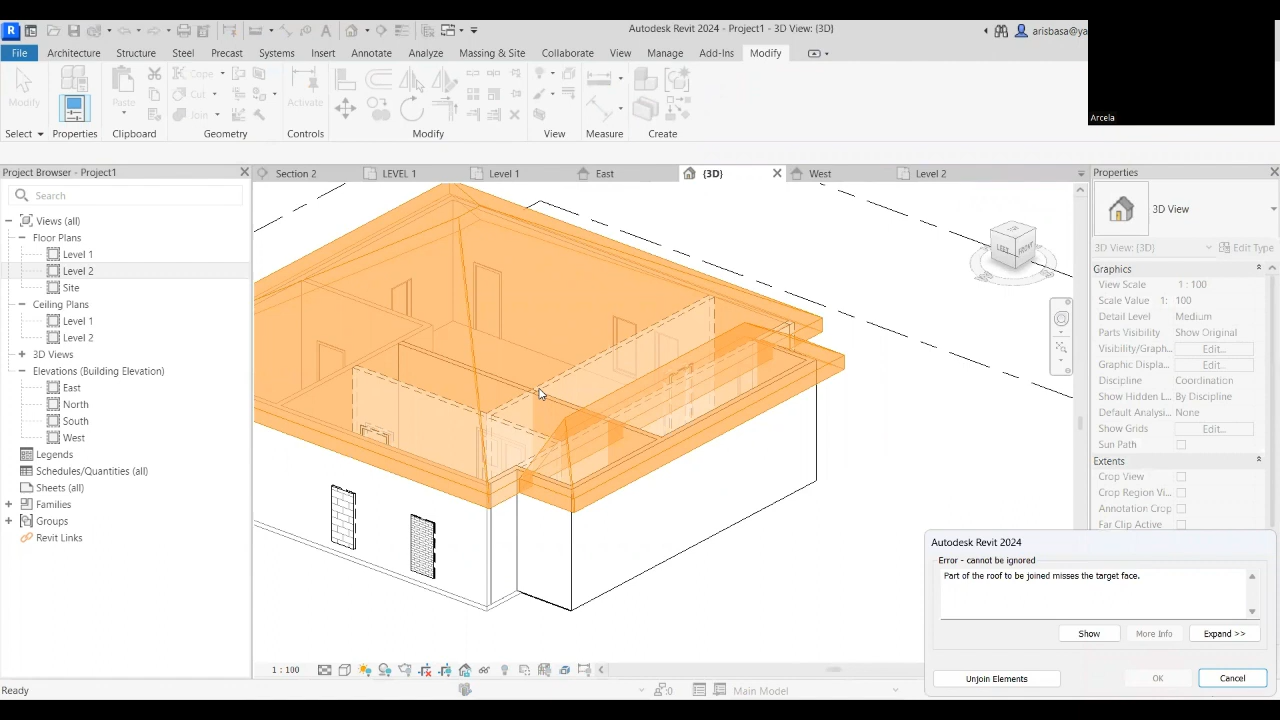 Autodesk Revit 2024 - Project1 - 3D View: {3D}
arisbasa@ya
File Architecture Structure Steel Precast Systems Insert Annotate Analyze Massing & Site Collaborate View Manage Add-Ins Modify
Modify Paste Cope Cut Join Activate
Select Properties Clipboard Geometry Controls Modify View Measure Create
Arcela
Project Browser - Project1
Section 2 LEVEL 1 Level 1 East {3D} West Level 2
Properties
Search
3D View
Views (all)
Floor Plans
Level 1
Level 2
Site
Ceiling Plans
Level 1
Level 2
3D Views
Elevations (Building Elevation)
East
North
South
West
Legends
Schedules/Quantities (all)
Sheets (all)
Families
Groups
Revit Links
3D View: {3D} Edit Type
Graphics
View Scale 1 : 100
Scale Value 1: 100
Detail Level Medium
Parts Visibility Show Original
Visibility/Graph... Edit...
Graphic Displa... Edit...
Discipline Coordination
Show Hidden L... By Discipline
Default Analysi... None
Show Grids Edit...
Sun Path
Extents
Crop View
Crop Region Vi...
Annotation Crop
Far Clip Active
TOP
FRONT
Autodesk Revit 2024
Error - cannot be ignored
Part of the roof to be joined misses the target face.
Show More Info Expand >>
Unjoin Elements OK Cancel
1 : 100
Ready
:0 Main Model